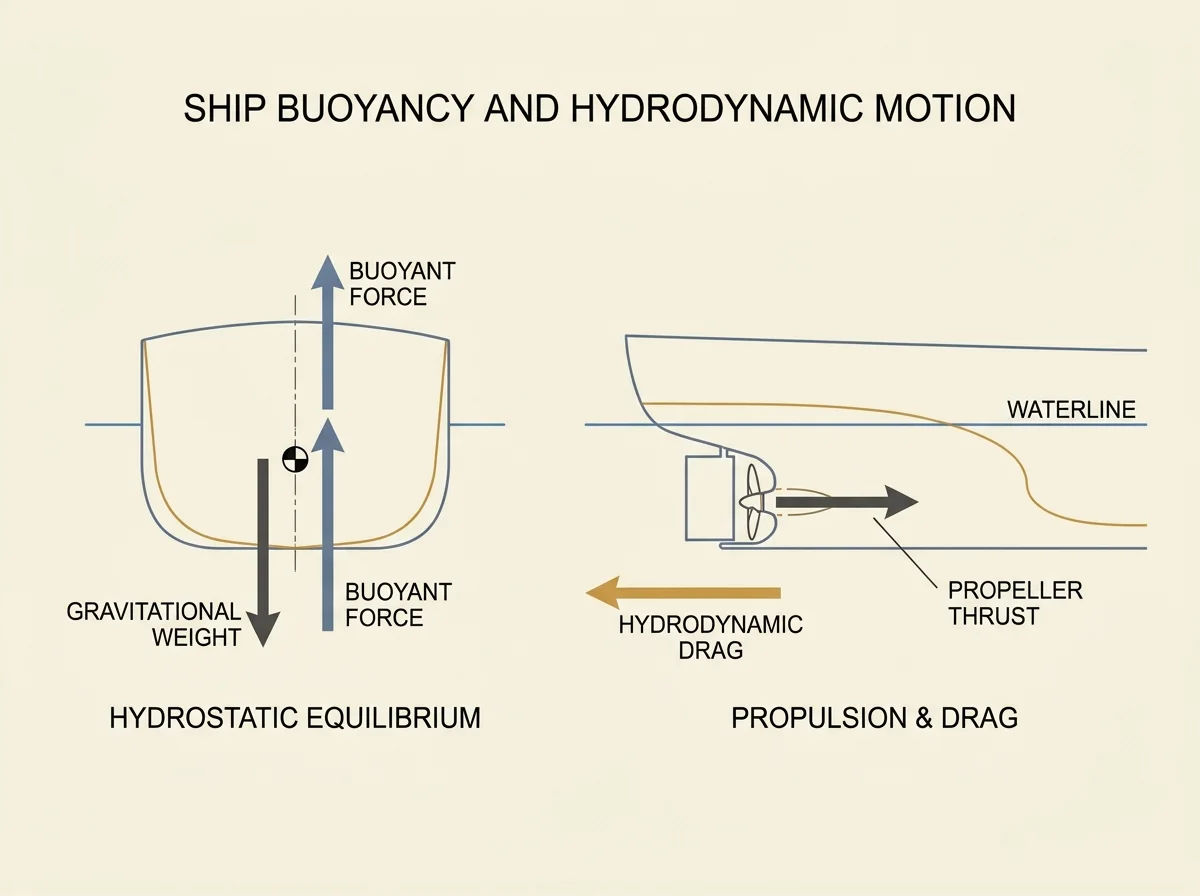 SHIP BUOYANCY AND HYDRODYNAMIC MOTION
BUOYANT
FORCE
GRAVITATIONAL
WEIGHT
BUOYANT
FORCE
HYDROSTATIC EQUILIBRIUM
WATERLINE
PROPELLER
THRUST
HYDRODYNAMIC
DRAG
PROPULSION & DRAG